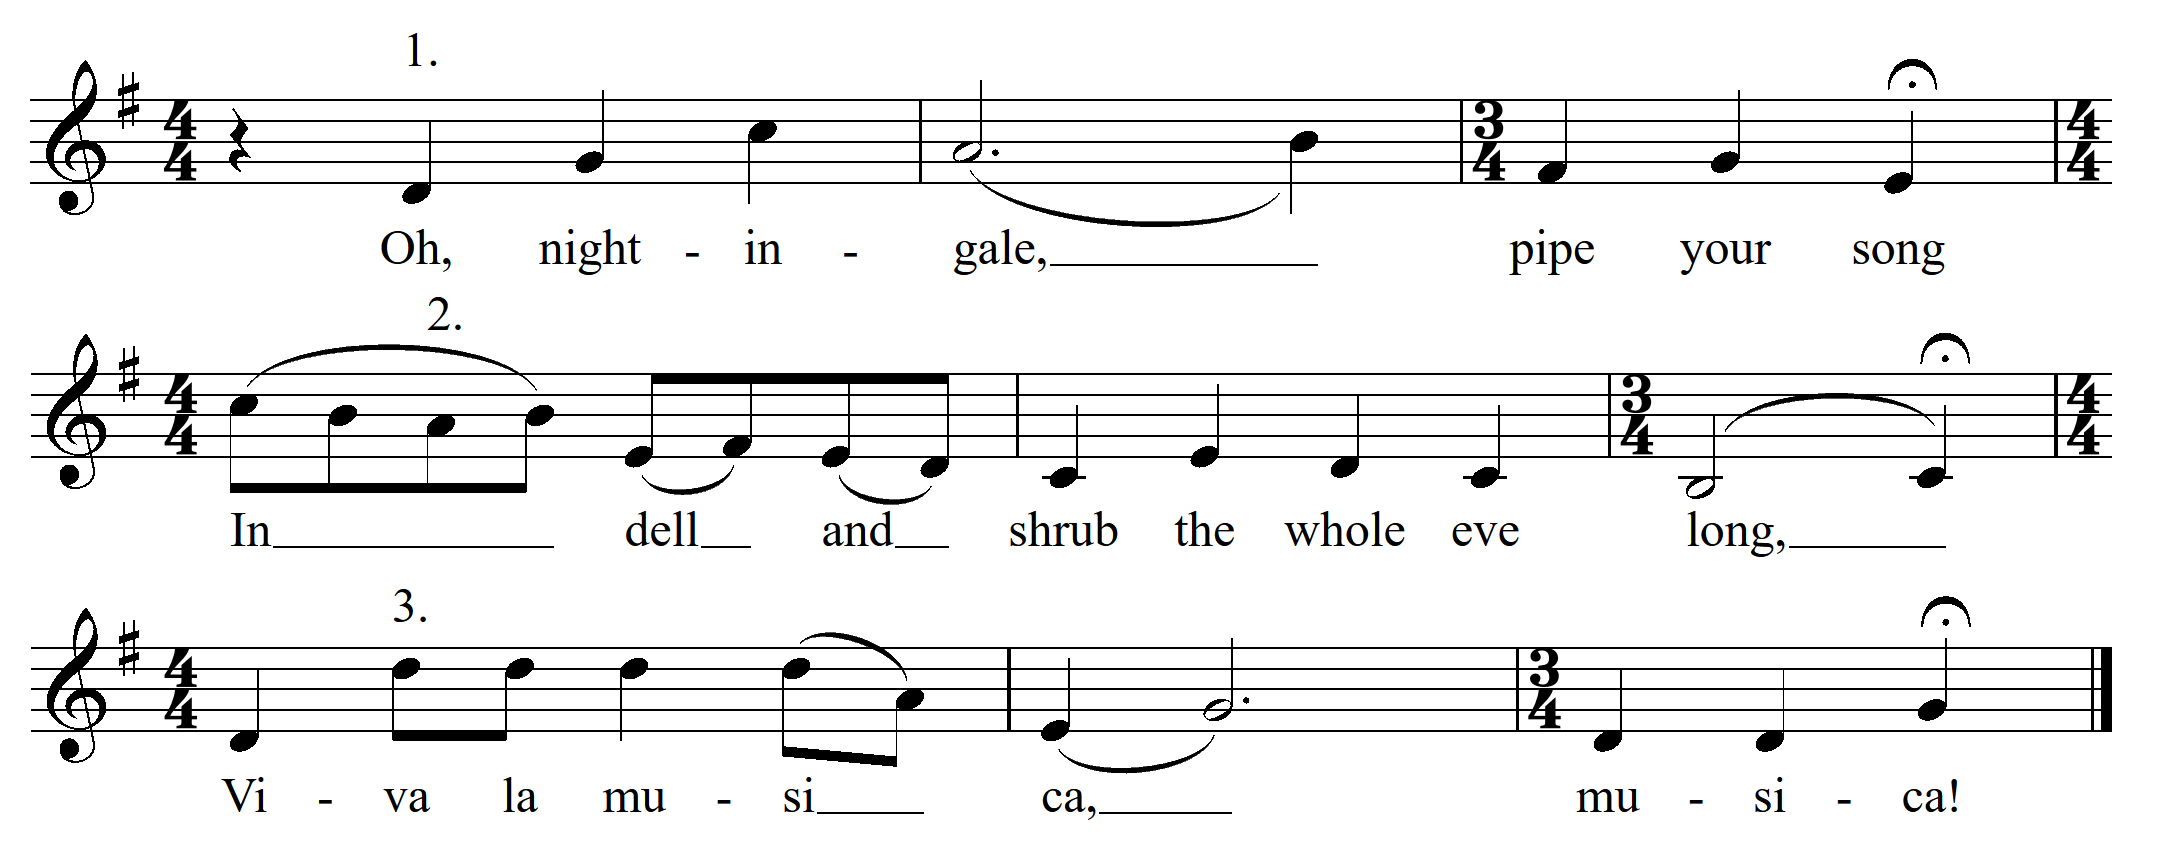 1.
Oh, night - in - gale, pipe your song
2.
In dell and shrub the whole eve long,
3.
Vi - va la mu - si ca, mu - si - ca!